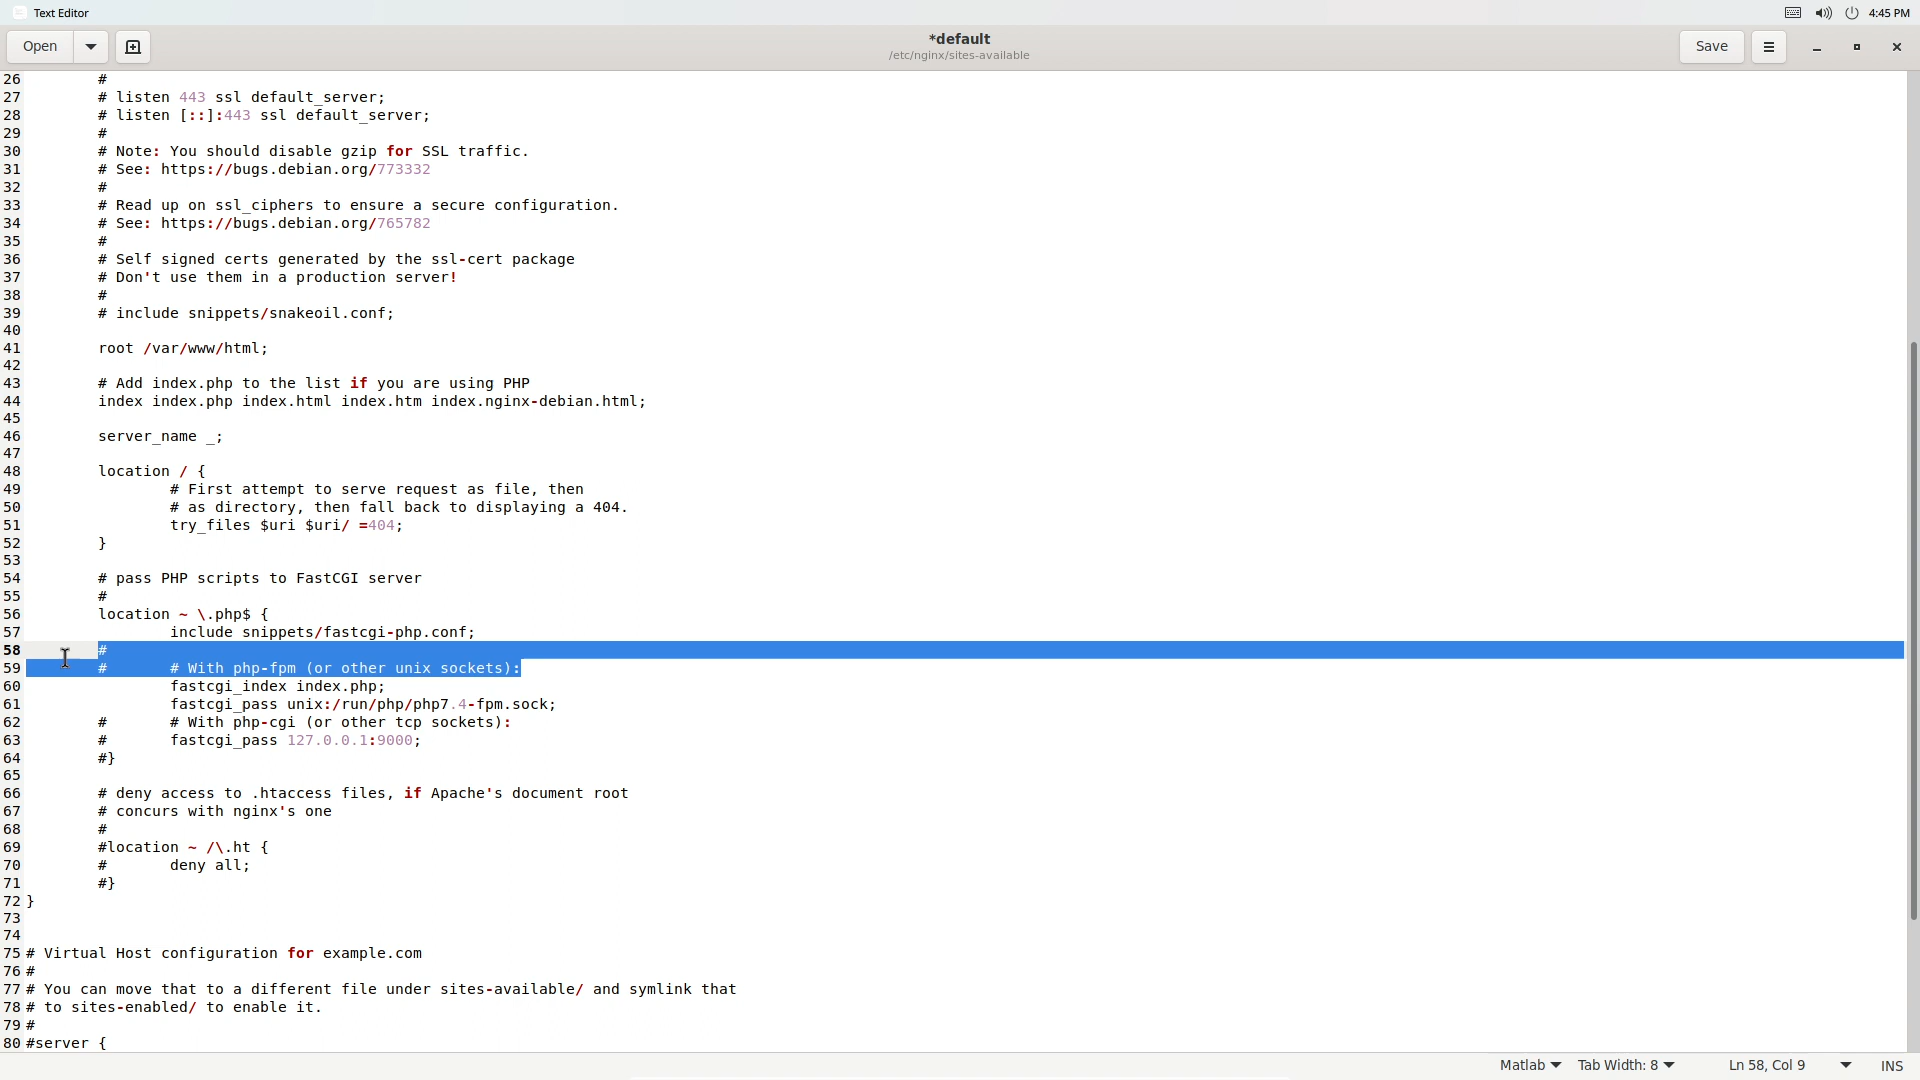 Text Editor
4:45 PM
Open
*default
/etc/nginx/sites-available
Save
26 #
27 # listen 443 ssl default_server;
28 # listen [::]:443 ssl default_server;
29 #
30 # Note: You should disable gzip for SSL traffic.
31 # See: https://bugs.debian.org/773332
32 #
33 # Read up on ssl_ciphers to ensure a secure configuration.
34 # See: https://bugs.debian.org/765782
35 #
36 # Self signed certs generated by the ssl-cert package
37 # Don't use them in a production server!
38 #
39 # include snippets/snakeoil.conf;
40
41 root /var/www/html;
42
43 # Add index.php to the list if you are using PHP
44 index index.php index.html index.htm index.nginx-debian.html;
45
46 server_name _;
47
48 location / {
49 # First attempt to serve request as file, then
50 # as directory, then fall back to displaying a 404.
51 try_files $uri $uri/ =404;
52 }
53
54 # pass PHP scripts to FastCGI server
55 #
56 location ~ \.php$ {
57 include snippets/fastcgi-php.conf;
58 #
59 # # With php-fpm (or other unix sockets):
60 fastcgi_index index.php;
61 fastcgi_pass unix:/run/php/php7.4-fpm.sock;
62 # # With php-cgi (or other tcp sockets):
63 # fastcgi_pass 127.0.0.1:9000;
64 #}
65
66 # deny access to .htaccess files, if Apache's document root
67 # concurs with nginx's one
68 #
69 #location ~ /\.ht {
70 # deny all;
71 #}
72 }
73
74
75 # Virtual Host configuration for example.com
76 #
77 # You can move that to a different file under sites-available/ and symlink that
78 # to sites-enabled/ to enable it.
79 #
80 #server {
Matlab Tab Width: 8 Ln 58, Col 9 INS